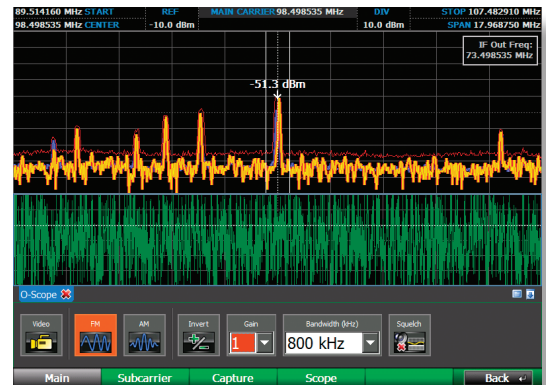 89.514160 MHz START REF MAIN CARRIER 98.498535 MHz DIV STOP 107.482910 MHz
98.498535 MHz CENTER -10.0 dBm 10.0 dBm SPAN 17.968750 MHz
IF Out Freq:
73.498535 MHz
-51.3 dBm
O-Scope
Video FM AM Invert Gain Bandwidth (kHz) Squelch
1 800 kHz
Main Subcarrier Capture Scope Back